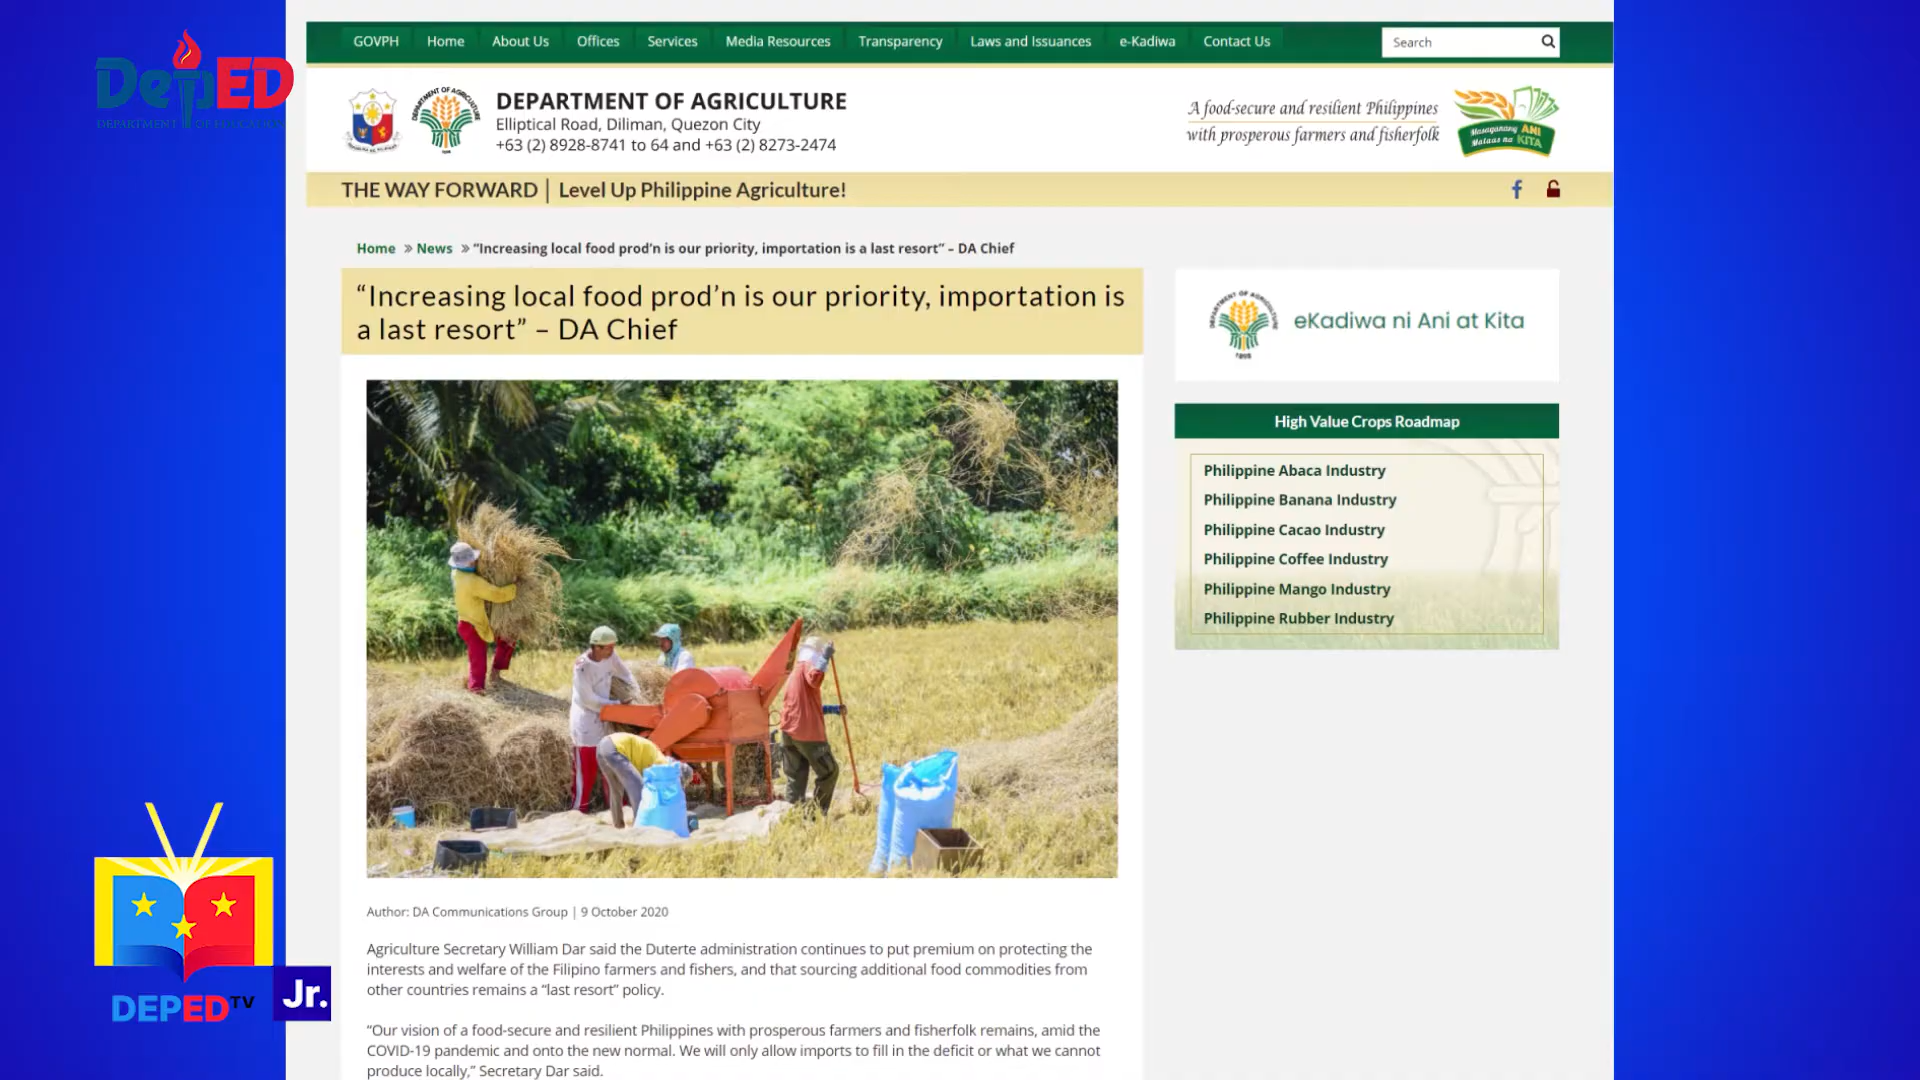 DepED
DEPARTMENT OF EDUCATION
GOVPH Home About Us Offices Services Media Resources Transparency Laws and Issuances e-Kadiwa Contact Us Search
DEPARTMENT OF AGRICULTURE
Elliptical Road, Diliman, Quezon City
+63 (2) 8928-8741 to 64 and +63 (2) 8273-2474
A food-secure and resilient Philippines
with prosperous farmers and fisherfolk
Masaganang ANI
Mataas na KITA
THE WAY FORWARD | Level Up Philippine Agriculture!
Home » News » “Increasing local food prod’n is our priority, importation is a last resort” – DA Chief
“Increasing local food prod’n is our priority, importation is
a last resort” – DA Chief
DEPARTMENT OF AGRICULTURE
eKadiwa ni Ani at Kita
High Value Crops Roadmap
Philippine Abaca Industry
Philippine Banana Industry
Philippine Cacao Industry
Philippine Coffee Industry
Philippine Mango Industry
Philippine Rubber Industry
Author: DA Communications Group | 9 October 2020
Agriculture Secretary William Dar said the Duterte administration continues to put premium on protecting the
interests and welfare of the Filipino farmers and fishers, and that sourcing additional food commodities from
other countries remains a “last resort” policy.
“Our vision of a food-secure and resilient Philippines with prosperous farmers and fisherfolk remains, amid the
COVID-19 pandemic and onto the new normal. We will only allow imports to fill in the deficit or what we cannot
produce locally,” Secretary Dar said.
DEPED TV
Jr.